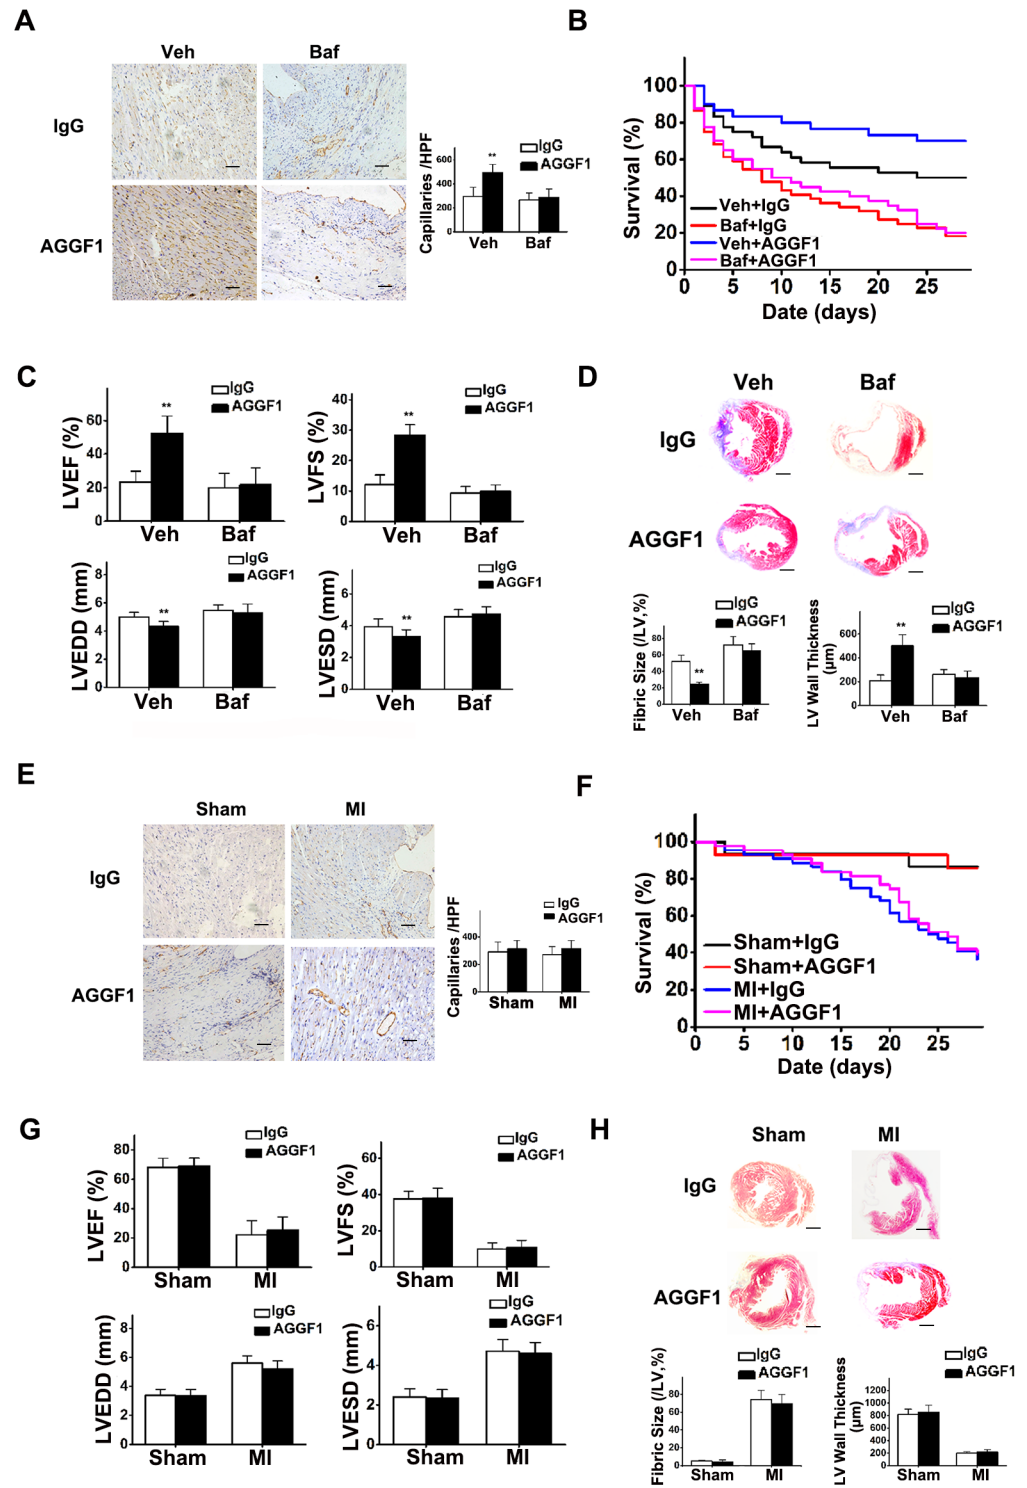 A
Veh Baf
IgG
AGGF1
Capillaries /HPF
600
400
200
0
**
IgG
AGGF1
Veh Baf
B
Survival (%)
100
80
60
40
20
0
Veh+IgG
Baf+IgG
Veh+AGGF1
Baf+AGGF1
0 5 10 15 20 25
Date (days)
C
LVEF (%)
60
40
20
0
**
IgG
AGGF1
Veh Baf
LVFS (%)
40
30
20
10
0
**
IgG
AGGF1
Veh Baf
LVEDD (mm)
8
6
4
2
0
**
IgG
AGGF1
Veh Baf
LVESD (mm)
6
4
2
0
**
IgG
AGGF1
Veh Baf
D
Veh Baf
IgG
AGGF1
Fibric Size (/LV,%)
80
60
40
20
**
IgG
AGGF1
Veh Baf
LV Wall Thickness
(µm)
600
400
200
0
**
IgG
AGGF1
Veh Baf
E
Sham MI
IgG
AGGF1
Capillaries /HPF
400
200
0
IgG
AGGF1
Sham MI
F
Survival (%)
100
80
60
40
20
0
Sham+IgG
Sham+AGGF1
MI+IgG
MI+AGGF1
0 5 10 15 20 25
Date (days)
G
LVEF (%)
80
60
40
20
0
IgG
AGGF1
Sham MI
LVFS (%)
60
40
20
0
IgG
AGGF1
Sham MI
LVEDD (mm)
8
6
4
2
0
IgG
AGGF1
Sham MI
LVESD (mm)
6
4
2
0
IgG
AGGF1
Sham MI
H
Sham MI
IgG
AGGF1
Fibric Size (/LV,%)
80
60
40
20
0
IgG
AGGF1
Sham MI
LV Wall Thickness
(µm)
1200
1000
800
600
400
200
0
IgG
AGGF1
Sham MI